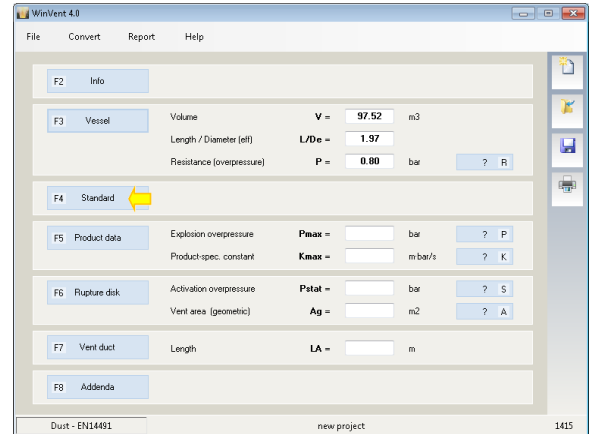 WinVent 4.0
File Convert Report Help
F2 Info
F3 Vessel Volume V = 97.52 m3
Length / Diameter (eff) L/De = 1.97
Resistance (overpressure) P = 0.80 bar ? R
F4 Standard
F5 Product data Explosion overpressure Pmax = bar ? P
Product-spec. constant Kmax = m·bar/s ? K
F6 Rupture disk Activation overpressure Pstat = bar ? S
Vent area (geometric) Ag = m2 ? A
F7 Vent duct Length LA = m
F8 Addenda
Dust - EN14491 new project 1415